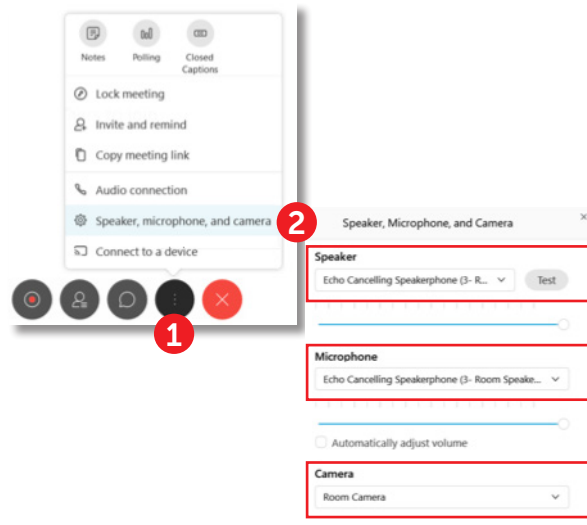 Notes Polling Closed
Captions
Lock meeting
Invite and remind
Copy meeting link
Audio connection
Speaker, microphone, and camera
Connect to a device
1
2
Speaker, Microphone, and Camera
Speaker
Echo Cancelling Speakerphone (3- R... Test
Microphone
Echo Cancelling Speakerphone (3- Room Speake...
Automatically adjust volume
Camera
Room Camera